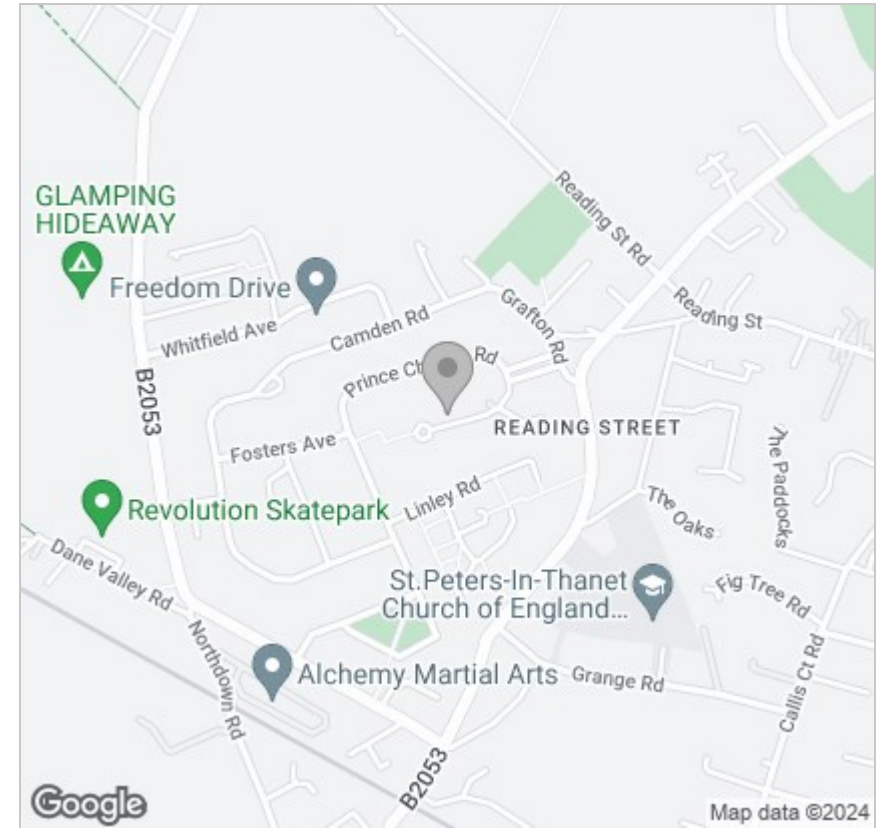 GLAMPING
HIDEAWAY
Freedom Drive
Whitfield Ave
Camden Rd
Reading St Rd
Grafton Rd
Reading St
Prince Ch
Rd
B2053
Fosters Ave
READING STREET
The Paddocks
Linley Rd
The Oaks
Revolution Skatepark
Dane Valley Rd
St.Peters-In-Thanet
Church of England...
Fig Tree Rd
Northdown Rd
Alchemy Martial Arts
Grange Rd
Callis Ct Rd
B2053
Google
Map data ©2024